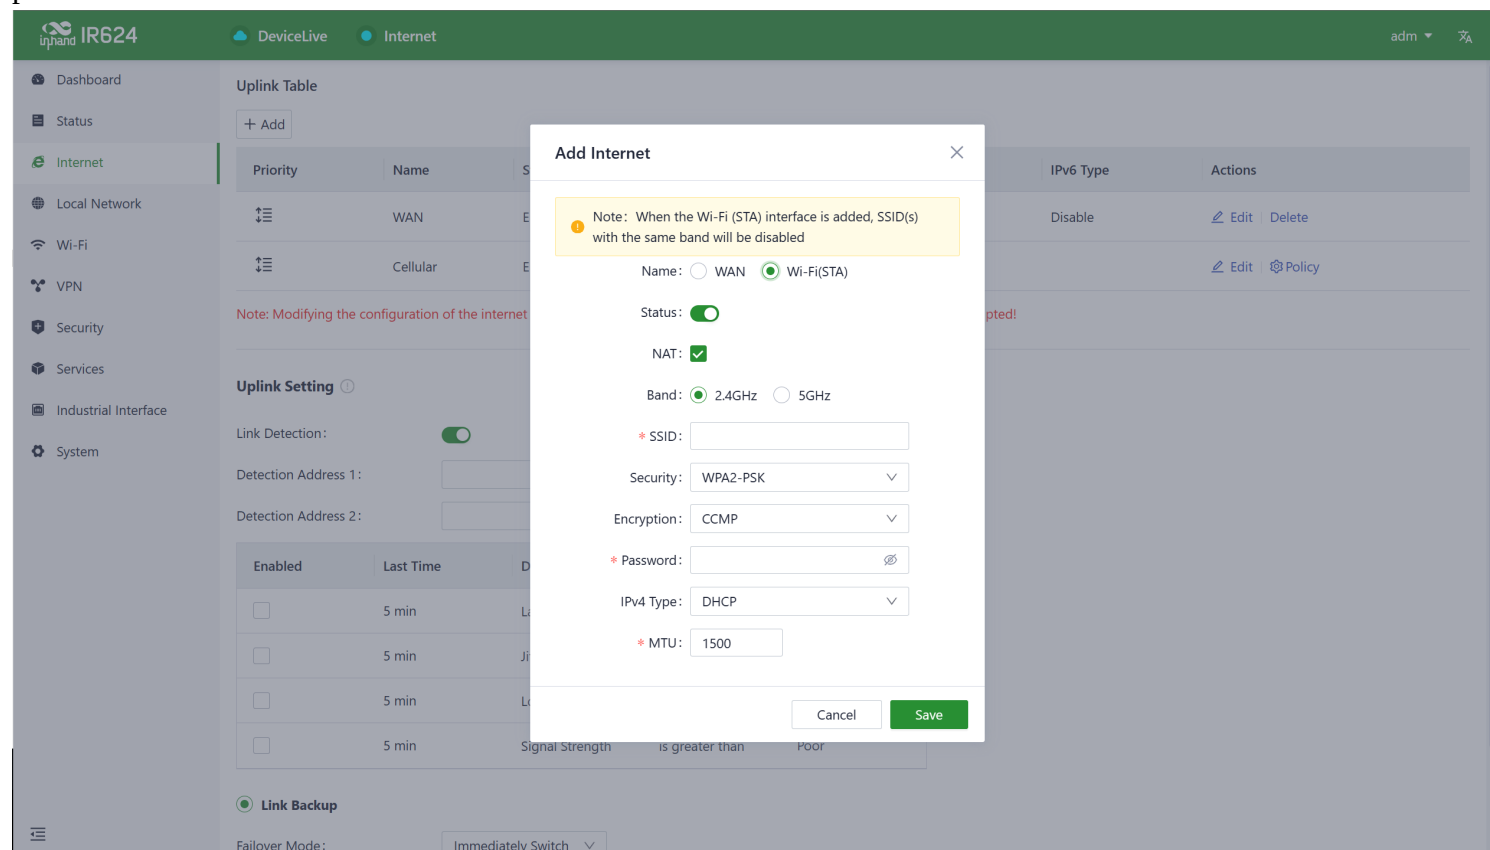 inhand IR624
DeviceLive
Internet
adm
Dashboard
Status
Internet
Local Network
Wi-Fi
VPN
Security
Services
Industrial Interface
System
Uplink Table
+ Add
Priority Name S IPv6 Type Actions
WAN E Disable Edit Delete
Cellular E Edit Policy
Note: Modifying the configuration of the internet pted!
Uplink Setting
Link Detection:
Detection Address 1:
Detection Address 2:
Enabled Last Time D
5 min La
5 min Ji
5 min Lo
5 min Signal Strength is greater than Poor
Link Backup
Failover Mode: Immediately Switch
Add Internet
Note: When the Wi-Fi (STA) interface is added, SSID(s)
with the same band will be disabled
Name: WAN Wi-Fi(STA)
Status:
NAT:
Band: 2.4GHz 5GHz
* SSID:
Security: WPA2-PSK
Encryption: CCMP
* Password:
IPv4 Type: DHCP
* MTU: 1500
Cancel Save